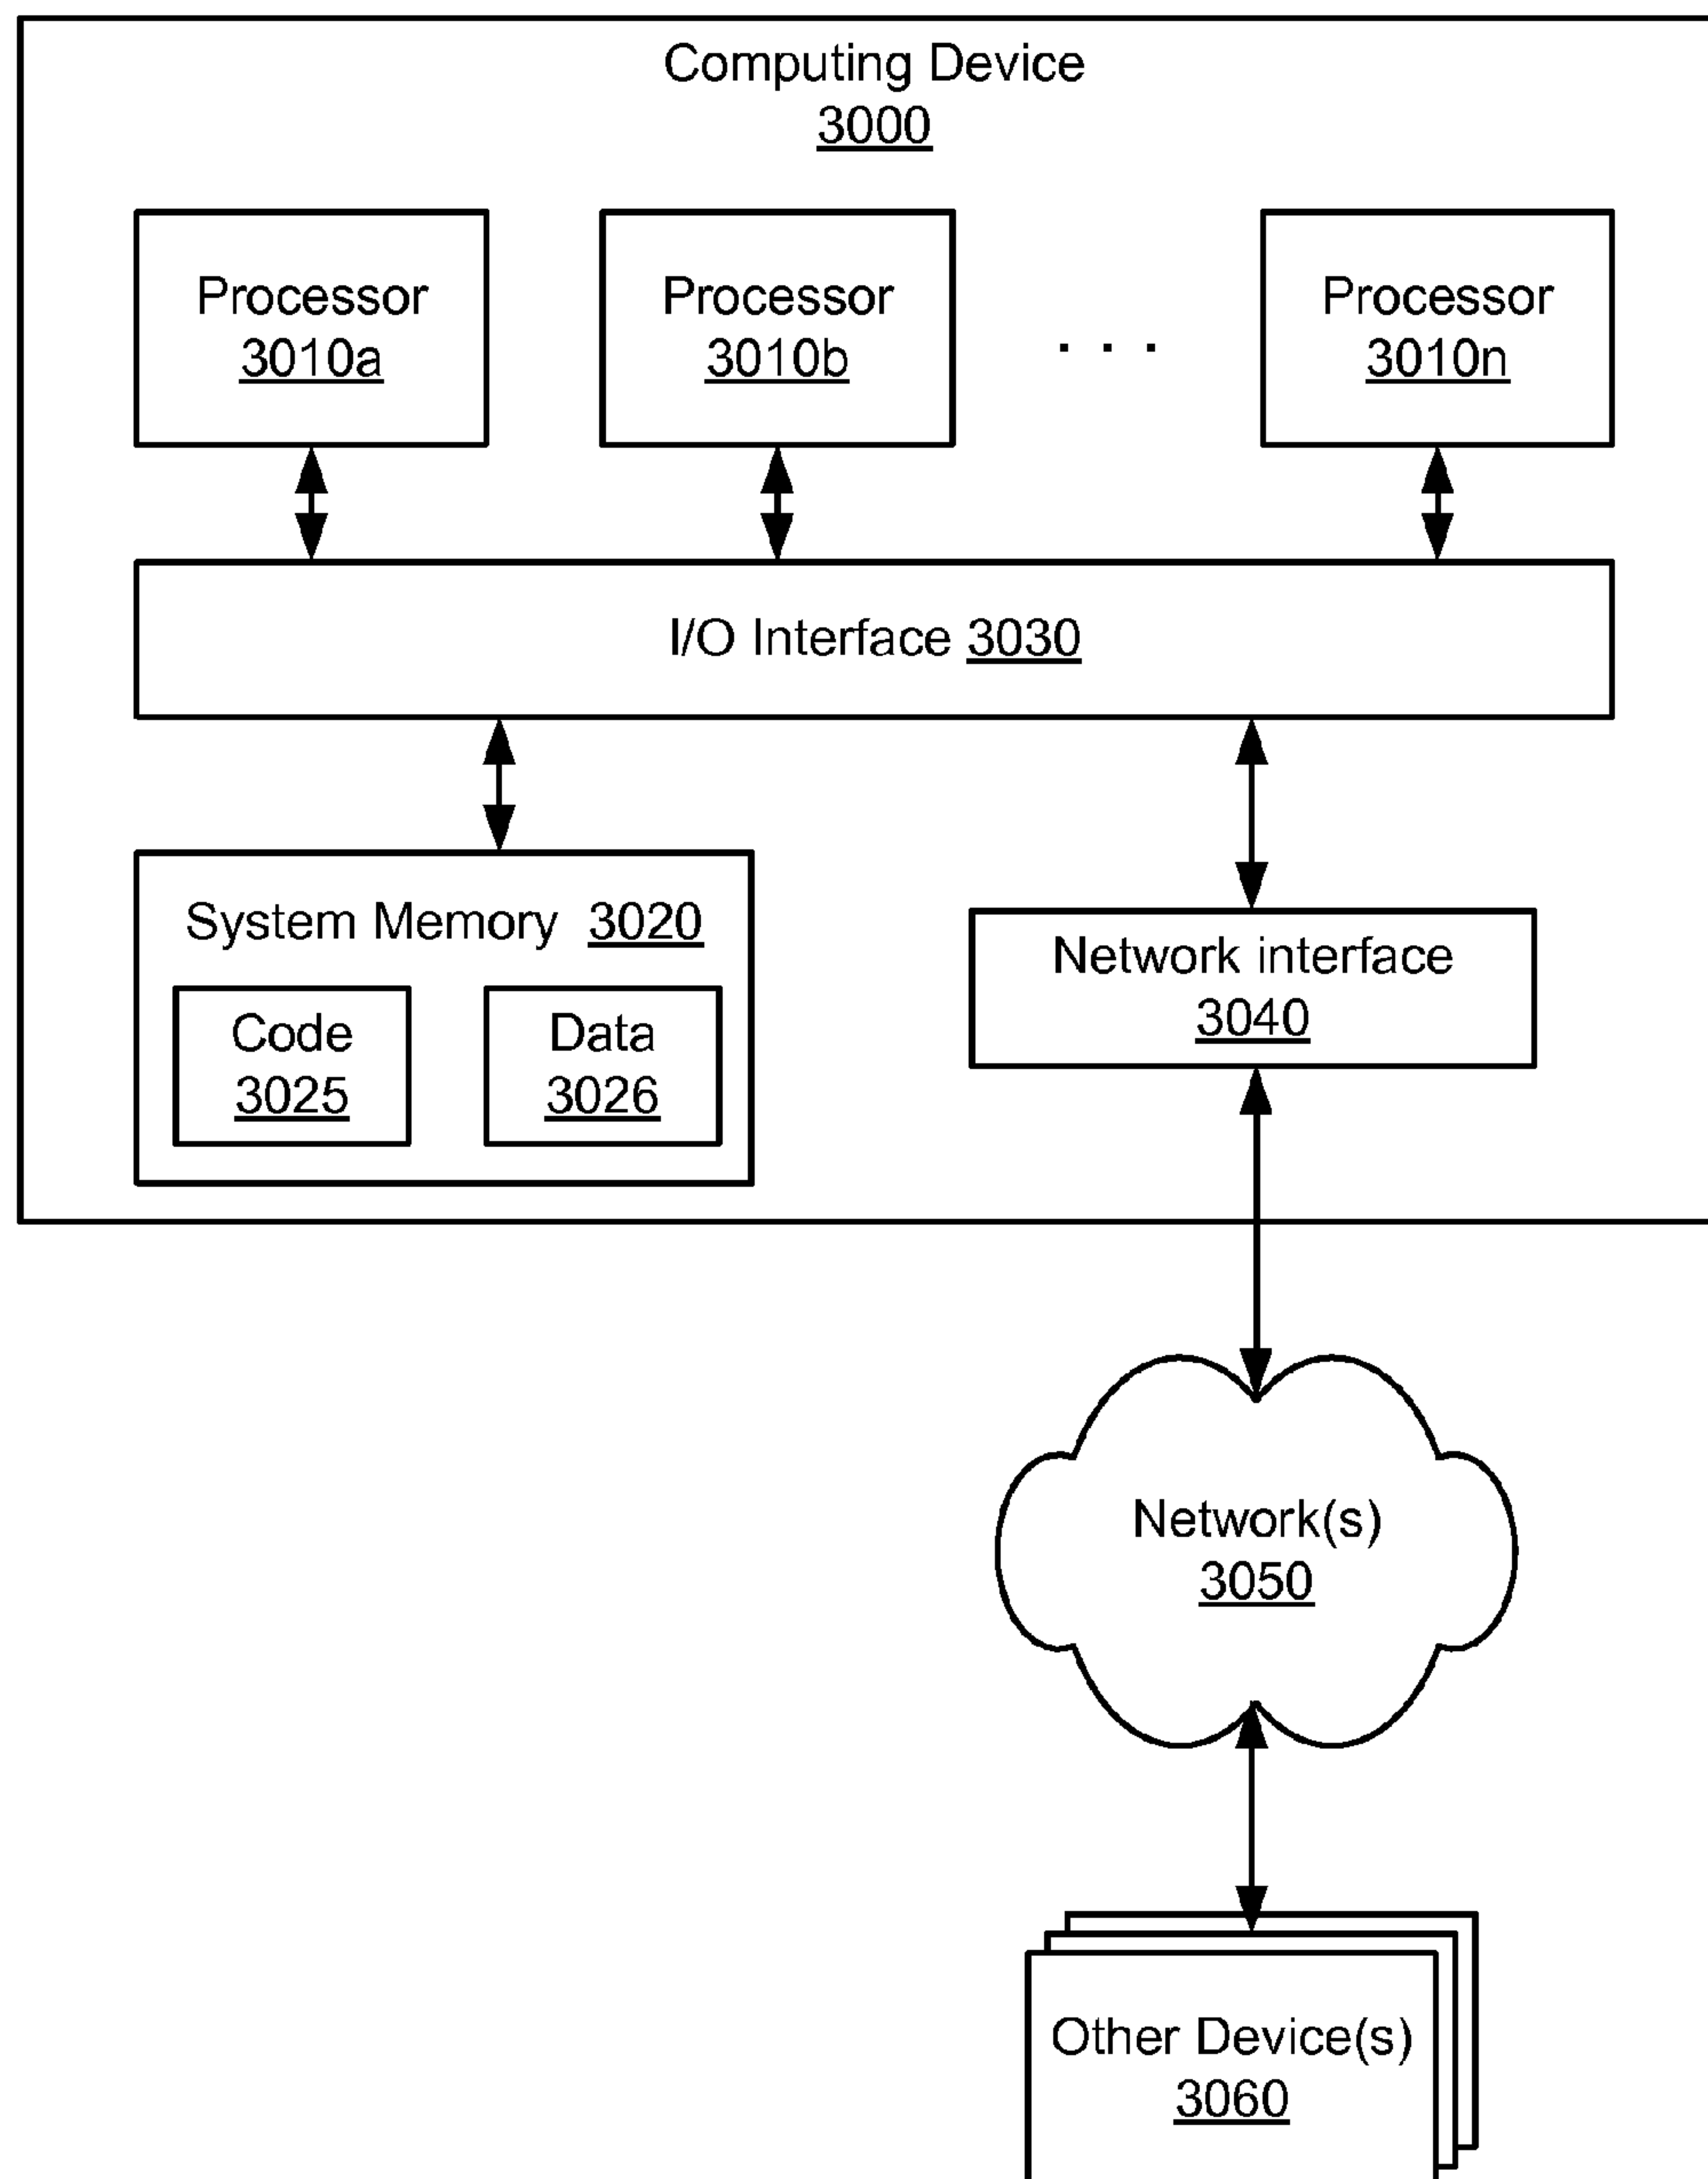 Computing Device
3000
Processor
3010a
Processor
3010b
. . .
Processor
3010n
I/O Interface 3030
System Memory 3020
Code
3025
Data
3026
Network interface
3040
Network(s)
3050
Other Device(s)
3060